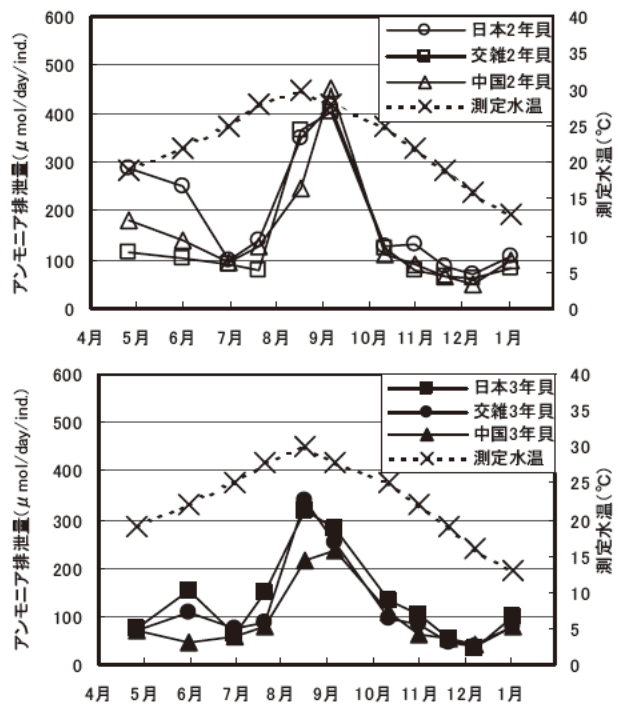 アンモニア排泄量(μmol/day/ind.)
600
500
400
300
200
100
0
日本2年貝
交雑2年貝
中国2年貝
測定水温
40
35
30
25
20
15
10
5
0
測定水温(℃)
4月 5月 6月 7月 8月 9月 10月 11月 12月 1月
アンモニア排泄量(μmol/day/ind.)
600
500
400
300
200
100
0
日本3年貝
交雑3年貝
中国3年貝
測定水温
40
35
30
25
20
15
10
5
0
測定水温(℃)
4月 5月 6月 7月 8月 9月 10月 11月 12月 1月